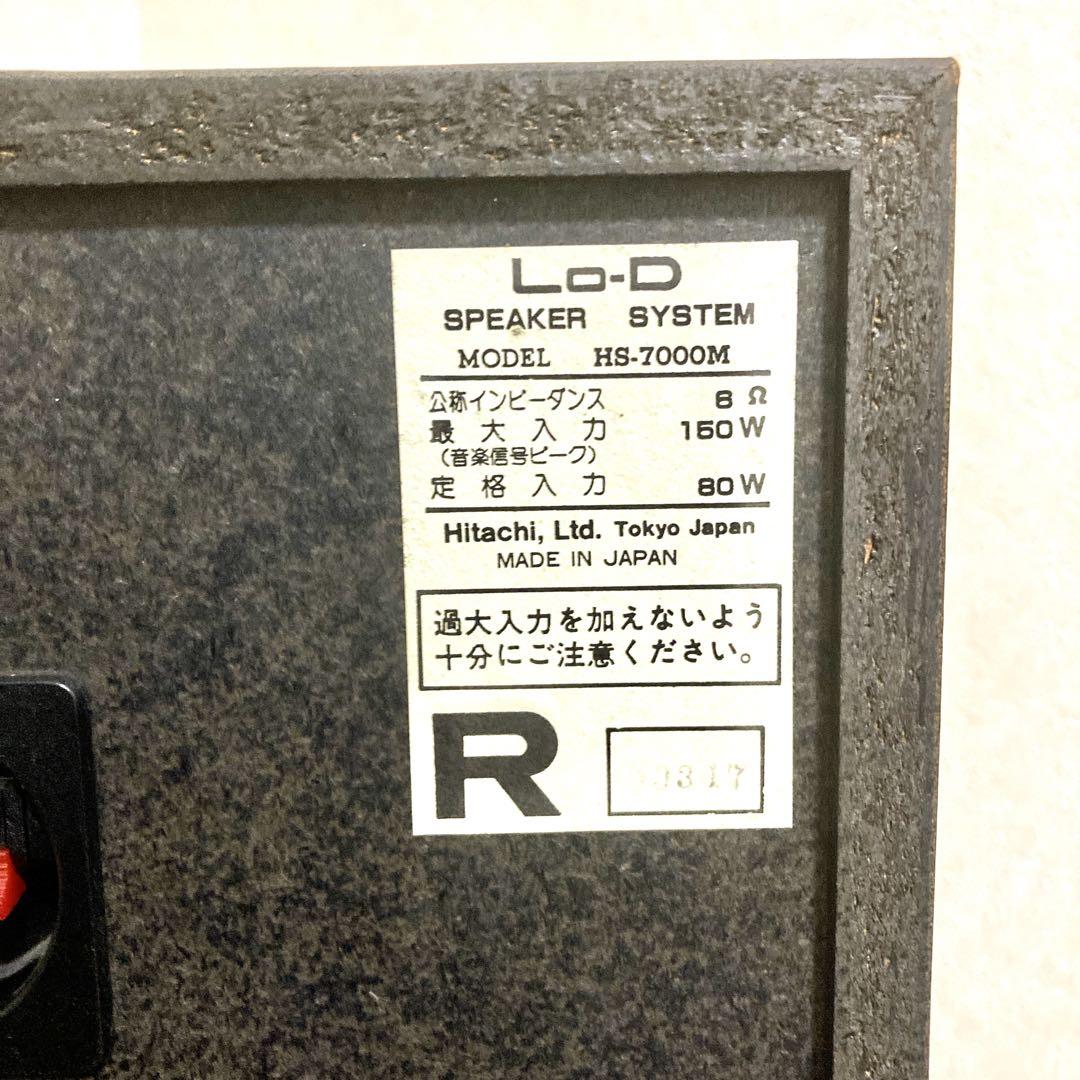 Lo-D
SPEAKER SYSTEM
MODEL HS-7000M
公称インピーダンス 6 Ω
最大入力 150 W
(音楽信号ピーク)
定格入力 80 W
Hitachi, Ltd. Tokyo Japan
MADE IN JAPAN
過大入力を加えないよう
十分にご注意ください。
R